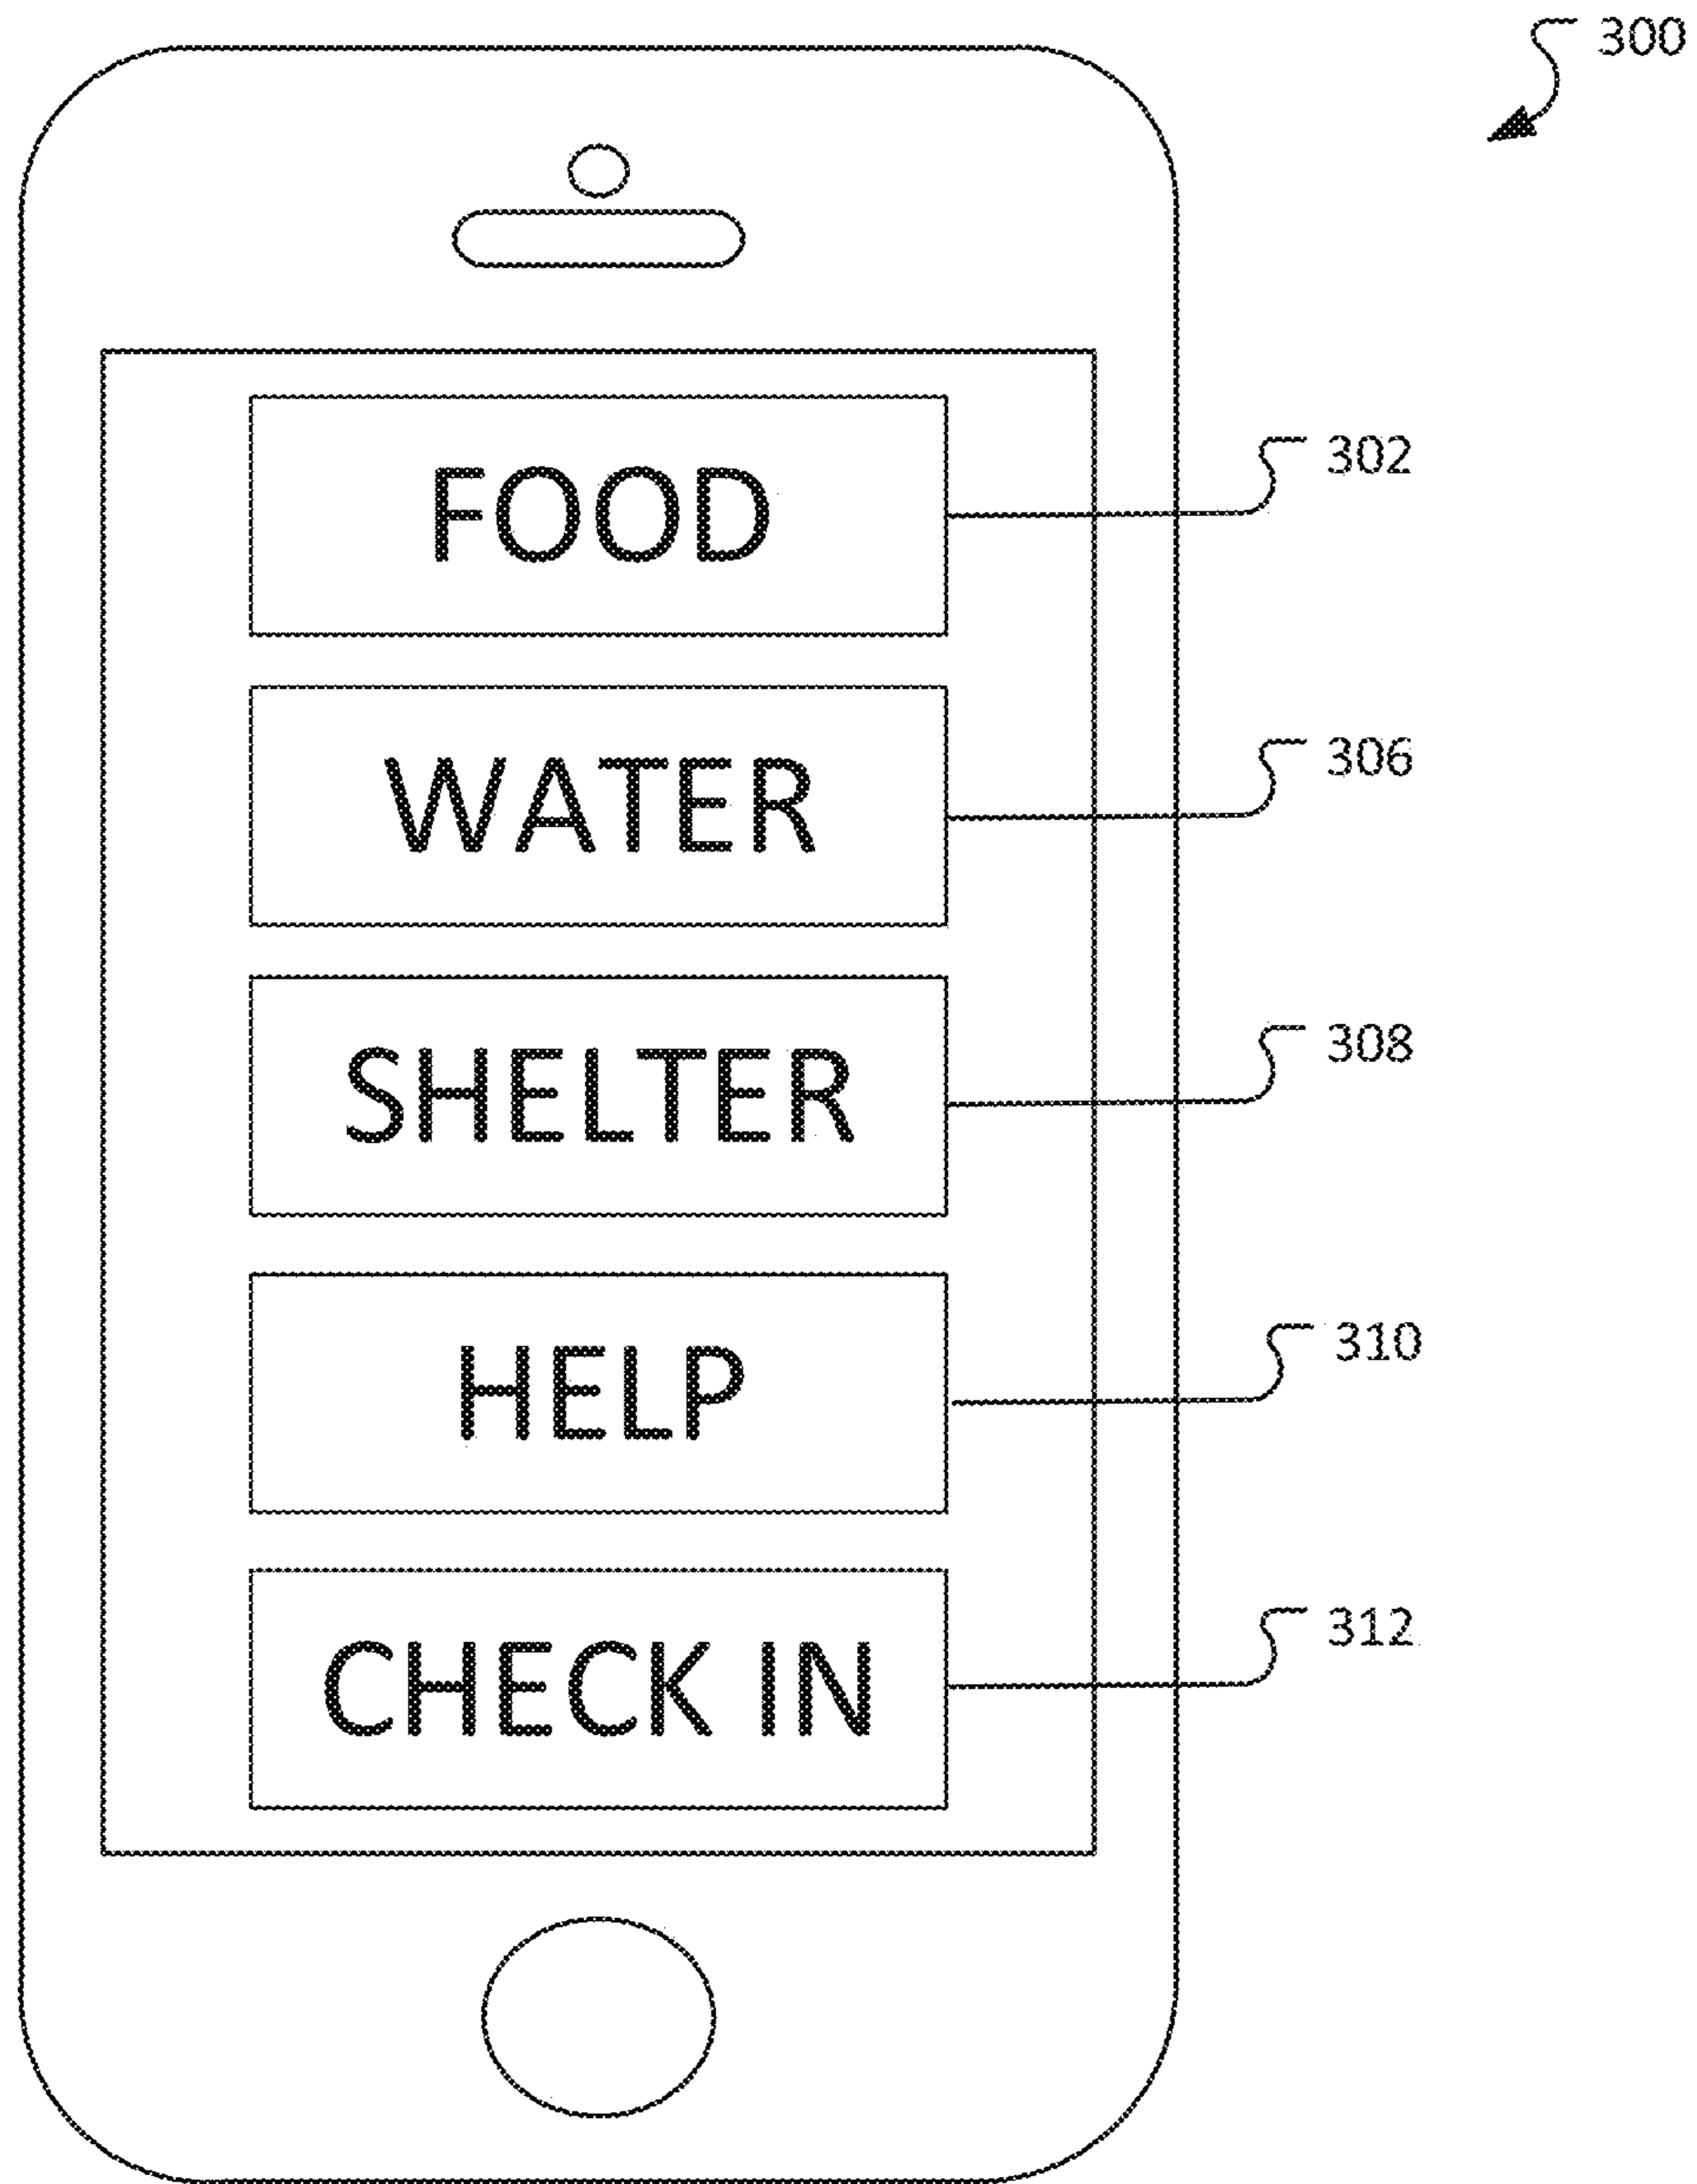 300
FOOD
302
WATER
306
SHELTER
308
HELP
310
CHECK IN
312